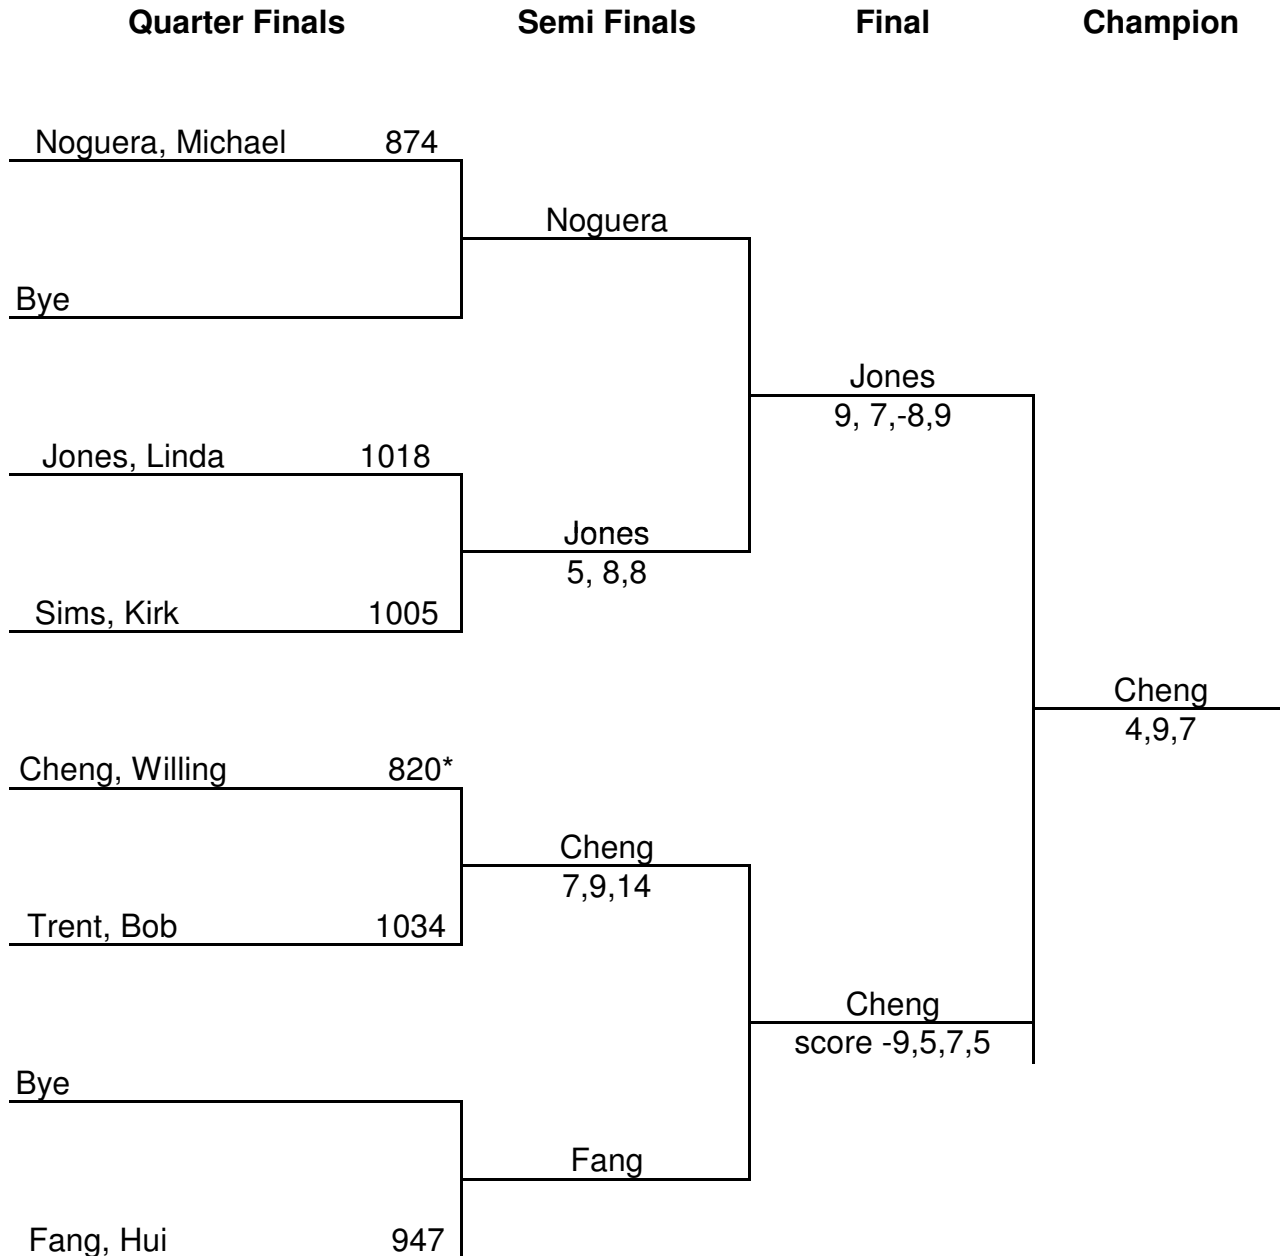 Quarter Finals Semi Finals Final Champion
Noguera, Michael 874
Noguera
Bye
Jones
9, 7,-8,9
Jones, Linda 1018
Jones
5, 8,8
Sims, Kirk 1005
Cheng
4,9,7
Cheng, Willing 820*
Cheng
7,9,14
Trent, Bob 1034
Cheng
score -9,5,7,5
Bye
Fang
Fang, Hui 947